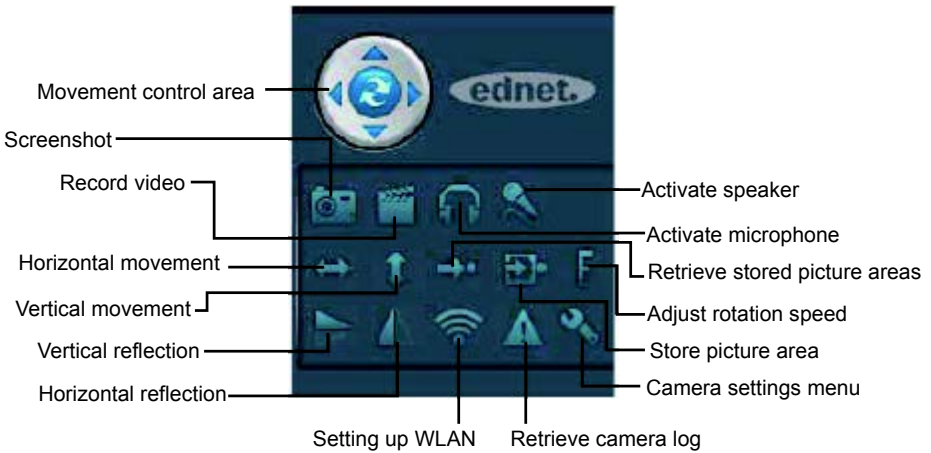 Movement control area
ednet.
Screenshot
Record video
Activate speaker
Activate microphone
Horizontal movement
Retrieve stored picture areas
Vertical movement
Adjust rotation speed
Vertical reflection
Store picture area
Horizontal reflection
Camera settings menu
Setting up WLAN
Retrieve camera log